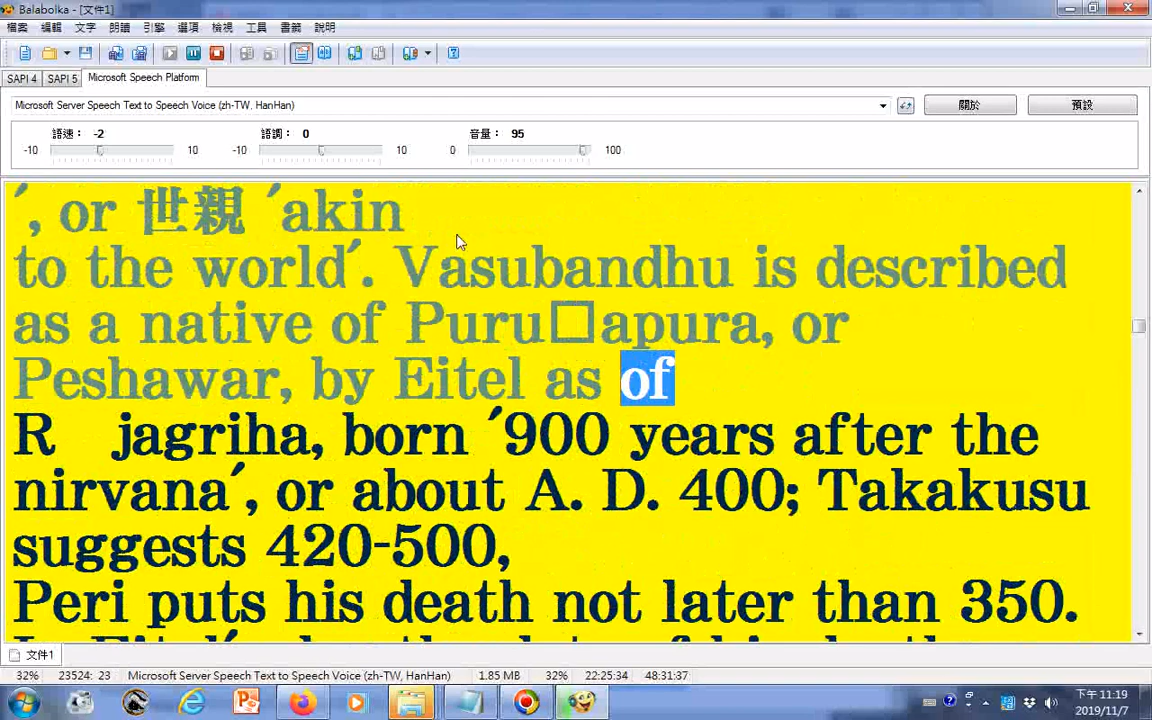 Balabolka - [文件1]
檔案 編輯 文字 朗讀 引擎 選項 檢視 工具 書籤 說明
SAPI 4 SAPI 5 Microsoft Speech Platform
Microsoft Server Speech Text to Speech Voice (zh-TW, HanHan) 關於 預設
語速： -2 語調： 0 音量： 95
-10 10 -10 10 0 100
′, or 世親 ′akin
to the world′. Vasubandhu is described
as a native of Puru□apura, or
Peshawar, by Eitel as of
R jagriha, born ′900 years after the
nirvana′, or about A. D. 400; Takakusu
suggests 420-500,
Peri puts his death not later than 350.
文件1
32% 23524: 23 Microsoft Server Speech Text to Speech Voice (zh-TW, HanHan) 1.85 MB 32% 22:25:34 48:31:37
下午 11:19
2019/11/7